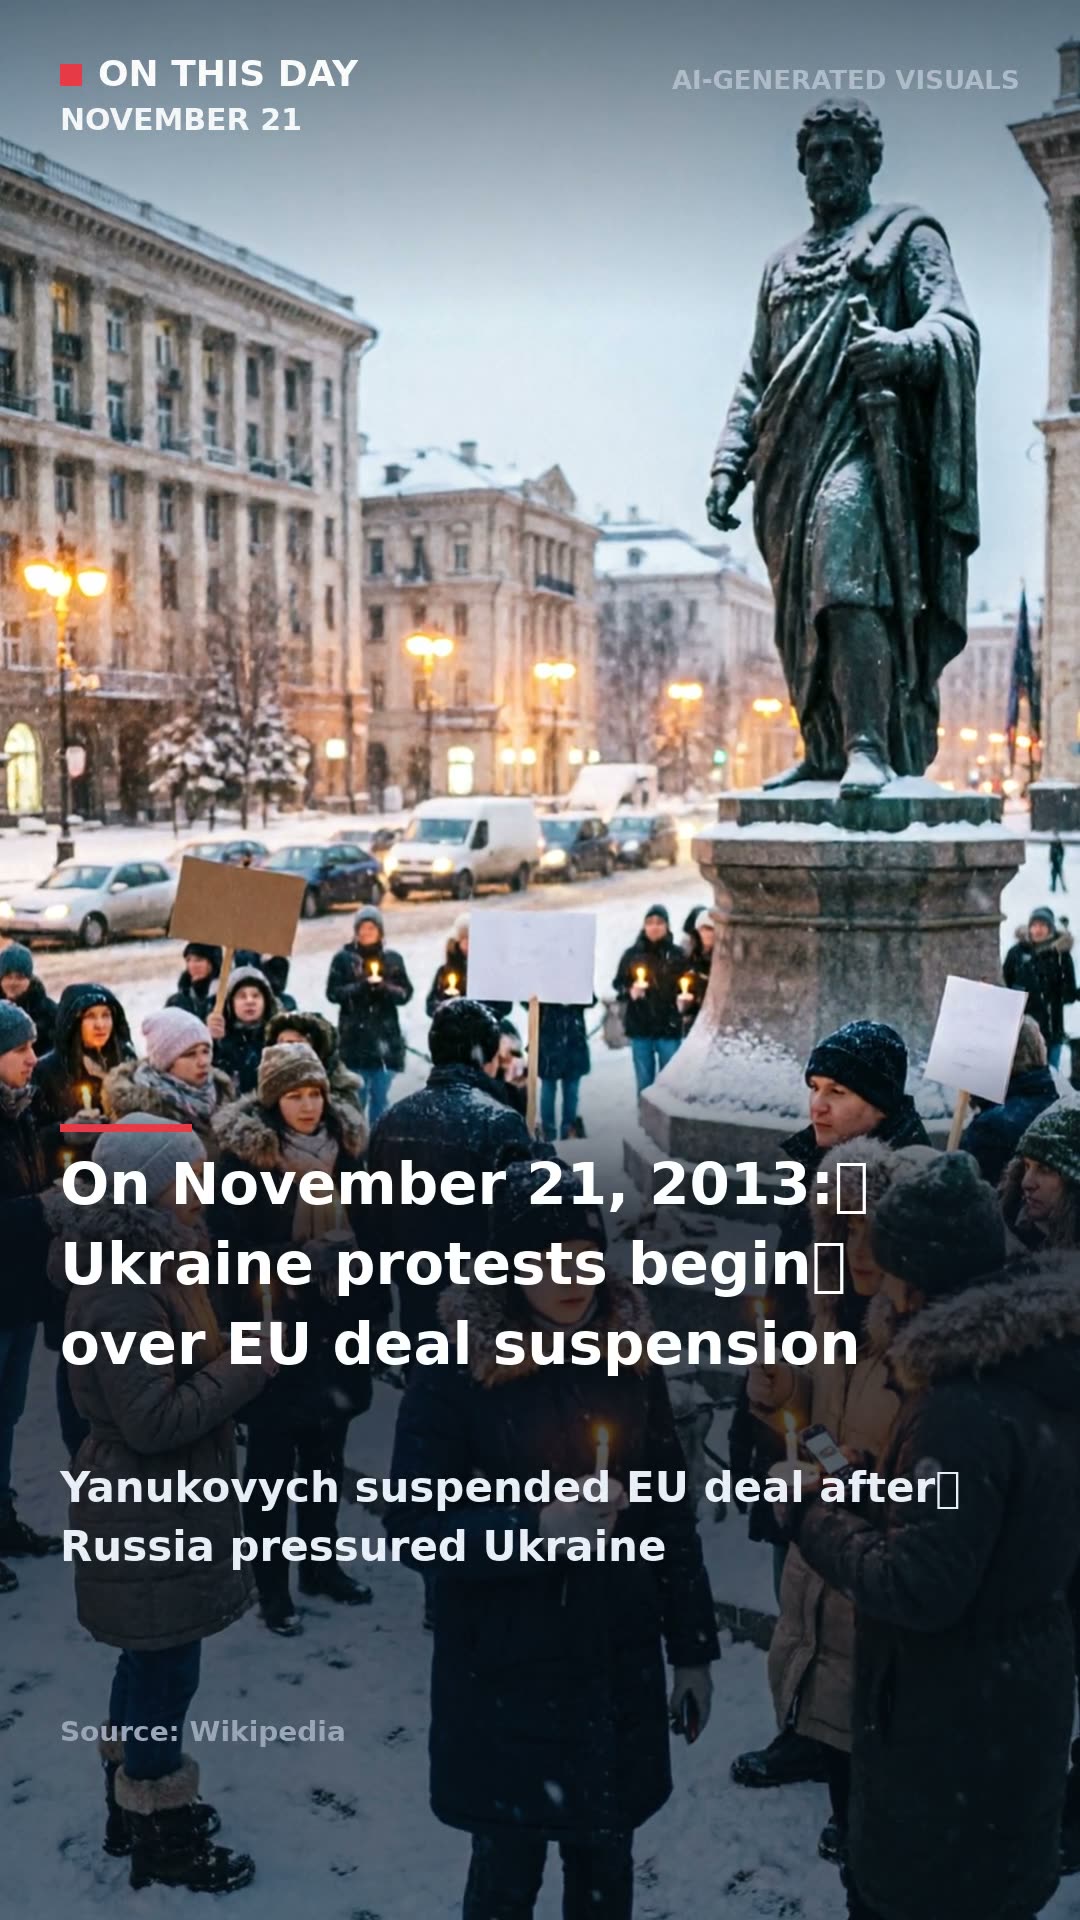 ON THIS DAY
NOVEMBER 21
AI-GENERATED VISUALS
On November 21, 2013:
Ukraine protests begin
over EU deal suspension
Yanukovych suspended EU deal after
Russia pressured Ukraine
Source: Wikipedia